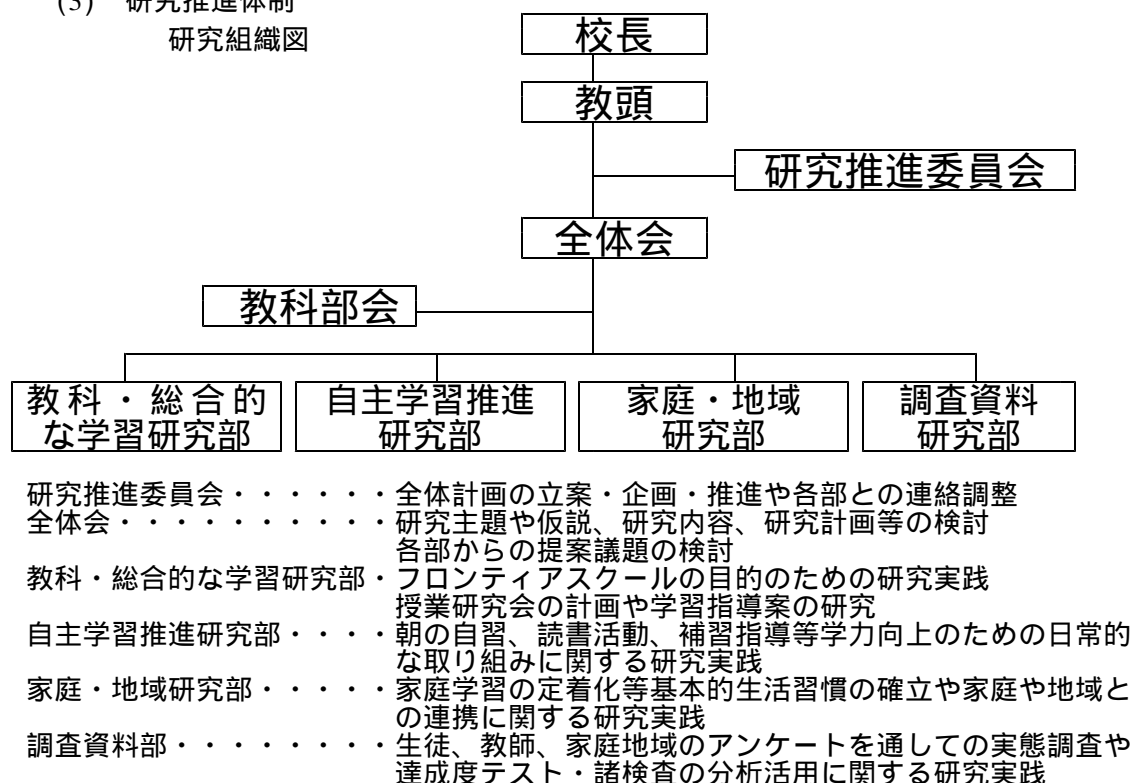 (3) 研究推進体制
研究組織図
校長
教頭
研究推進委員会
全体会
教科部会
教科・総合的
な学習研究部
自主学習推進
研究部
家庭・地域
研究部
調査資料
研究部
研究推進委員会・・・・・・全体計画の立案・企画・推進や各部との連絡調整
全体会・・・・・・・・・・研究主題や仮説、研究内容、研究計画等の検討
各部からの提案議題の検討
教科・総合的な学習研究部・フロンティアスクールの目的のための研究実践
授業研究会の計画や学習指導案の研究
自主学習推進研究部・・・・朝の自習、読書活動、補習指導等学力向上のための日常的
な取り組みに関する研究実践
家庭・地域研究部・・・・・家庭学習の定着化等基本的生活習慣の確立や家庭や地域と
の連携に関する研究実践
調査資料部・・・・・・・・生徒、教師、家庭地域のアンケートを通しての実態調査や
達成度テスト・諸検査の分析活用に関する研究実践